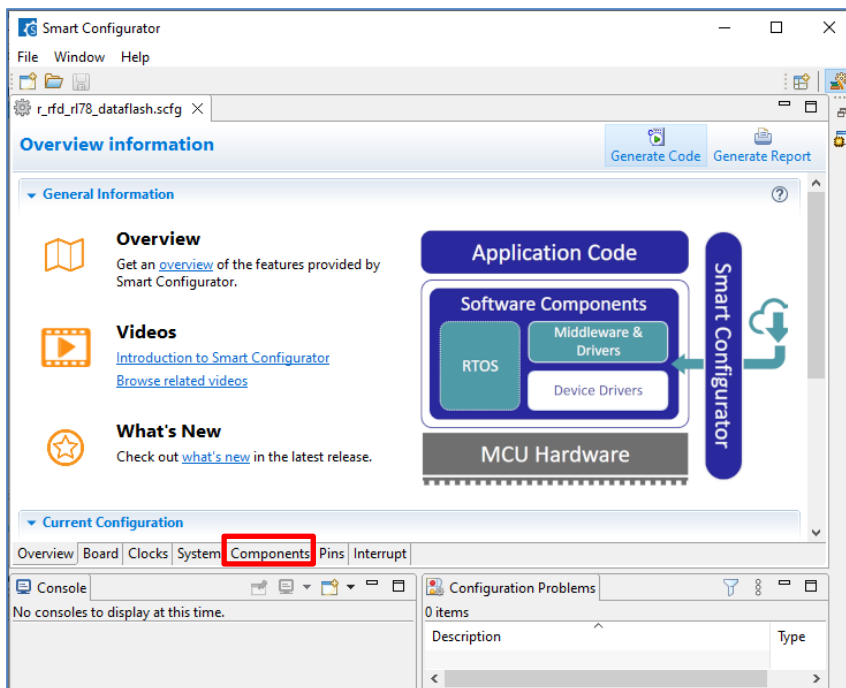 Smart Configurator
File Window Help
r_rfd_rl78_dataflash.scfg
Overview information
Generate Code Generate Report
General Information
Overview
Get an overview of the features provided by
Smart Configurator.
Videos
Introduction to Smart Configurator
Browse related videos
What's New
Check out what's new in the latest release.
Application Code
Software Components
RTOS
Middleware &
Drivers
Device Drivers
MCU Hardware
Smart Configurator
Current Configuration
Overview Board Clocks System Components Pins Interrupt
Console
No consoles to display at this time.
Configuration Problems
0 items
Description Type